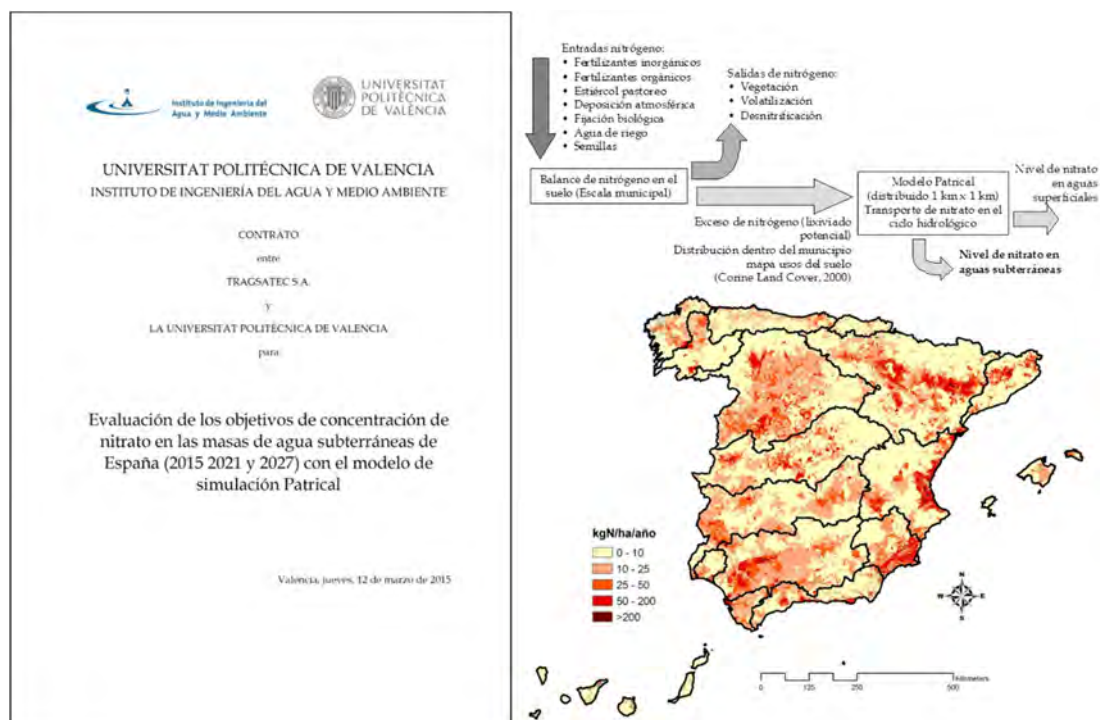 Instituto de Ingeniería del
Agua y Medio Ambiente
UNIVERSITAT
POLITÈCNICA
DE VALÈNCIA
UNIVERSITAT POLITÉCNICA DE VALENCIA
INSTITUTO DE INGENIERÍA DEL AGUA Y MEDIO AMBIENTE
CONTRATO
entre
TRAGSATEC S.A.
y
LA UNIVERSITAT POLITÉCNICA DE VALENCIA
para
Evaluación de los objetivos de concentración de
nitrato en las masas de agua subterráneas de
España (2015 2021 y 2027) con el modelo de
simulación Patrical
Valencia, jueves, 12 de marzo de 2015
Entradas nitrógeno:
• Fertilizantes inorgánicos
• Fertilizantes orgánicos
• Estiércol pastoreo
• Deposición atmosférica
• Fijación biológica
• Agua de riego
• Semillas
Salidas de nitrógeno:
• Vegetación
• Volatilización
• Desnitrificación
Balance de nitrógeno en el
suelo (Escala municipal)
Exceso de nitrógeno (lixiviado
potencial)
Distribución dentro del municipio
mapa usos del suelo
(Corine Land Cover, 2000)
Modelo Patrical
(distribuido 1 km x 1 km)
Transporte de nitrato en el
ciclo hidrológico
Nivel de nitrato
en aguas
superficiales
Nivel de nitrato en
aguas subterráneas
kgN/ha/año
0 - 10
10 - 25
25 - 50
50 - 200
>200
N
W E
S
0 125 250 500
Kilometers